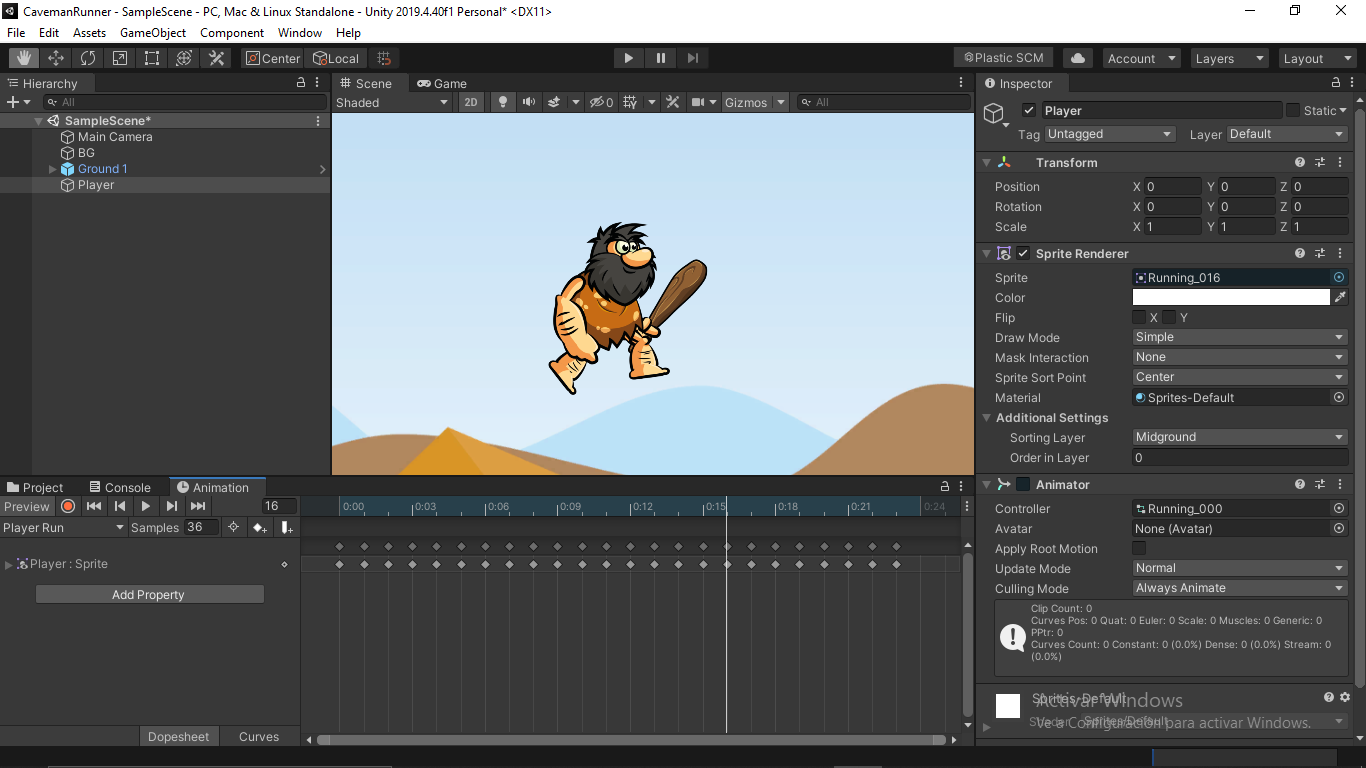 CavemanRunner - SampleScene - PC, Mac & Linux Standalone - Unity 2019.4.40f1 Personal* <DX11>
File Edit Assets GameObject Component Window Help
Center Local Plastic SCM Account Layers Layout
Hierarchy
All
SampleScene*
Main Camera
BG
Ground 1
Player
Scene Game
Shaded 2D 0 Gizmos All
Inspector
Player Static
Tag Untagged Layer Default
Transform
Position X 0 Y 0 Z 0
Rotation X 0 Y 0 Z 0
Scale X 1 Y 1 Z 1
Sprite Renderer
Sprite Running_016
Color
Flip X Y
Draw Mode Simple
Mask Interaction None
Sprite Sort Point Center
Material Sprites-Default
Additional Settings
Sorting Layer Midground
Order in Layer 0
Animator
Controller Running_000
Avatar None (Avatar)
Apply Root Motion
Update Mode Normal
Culling Mode Always Animate
Clip Count: 0
Curves Pos: 0 Quat: 0 Euler: 0 Scale: 0 Muscles: 0 Generic: 0
PPtr: 0
Curves Count: 0 Constant: 0 (0.0%) Dense: 0 (0.0%) Stream: 0
(0.0%)
Sprites-Default
Shader Sprites/Default
Activar Windows
Ve a Configuración para activar Windows.
Project Console Animation
Preview 16 0:00 0:03 0:06 0:09 0:12 0:15 0:18 0:21 0:24
Player Run Samples 36
Player : Sprite
Add Property
Dopesheet Curves